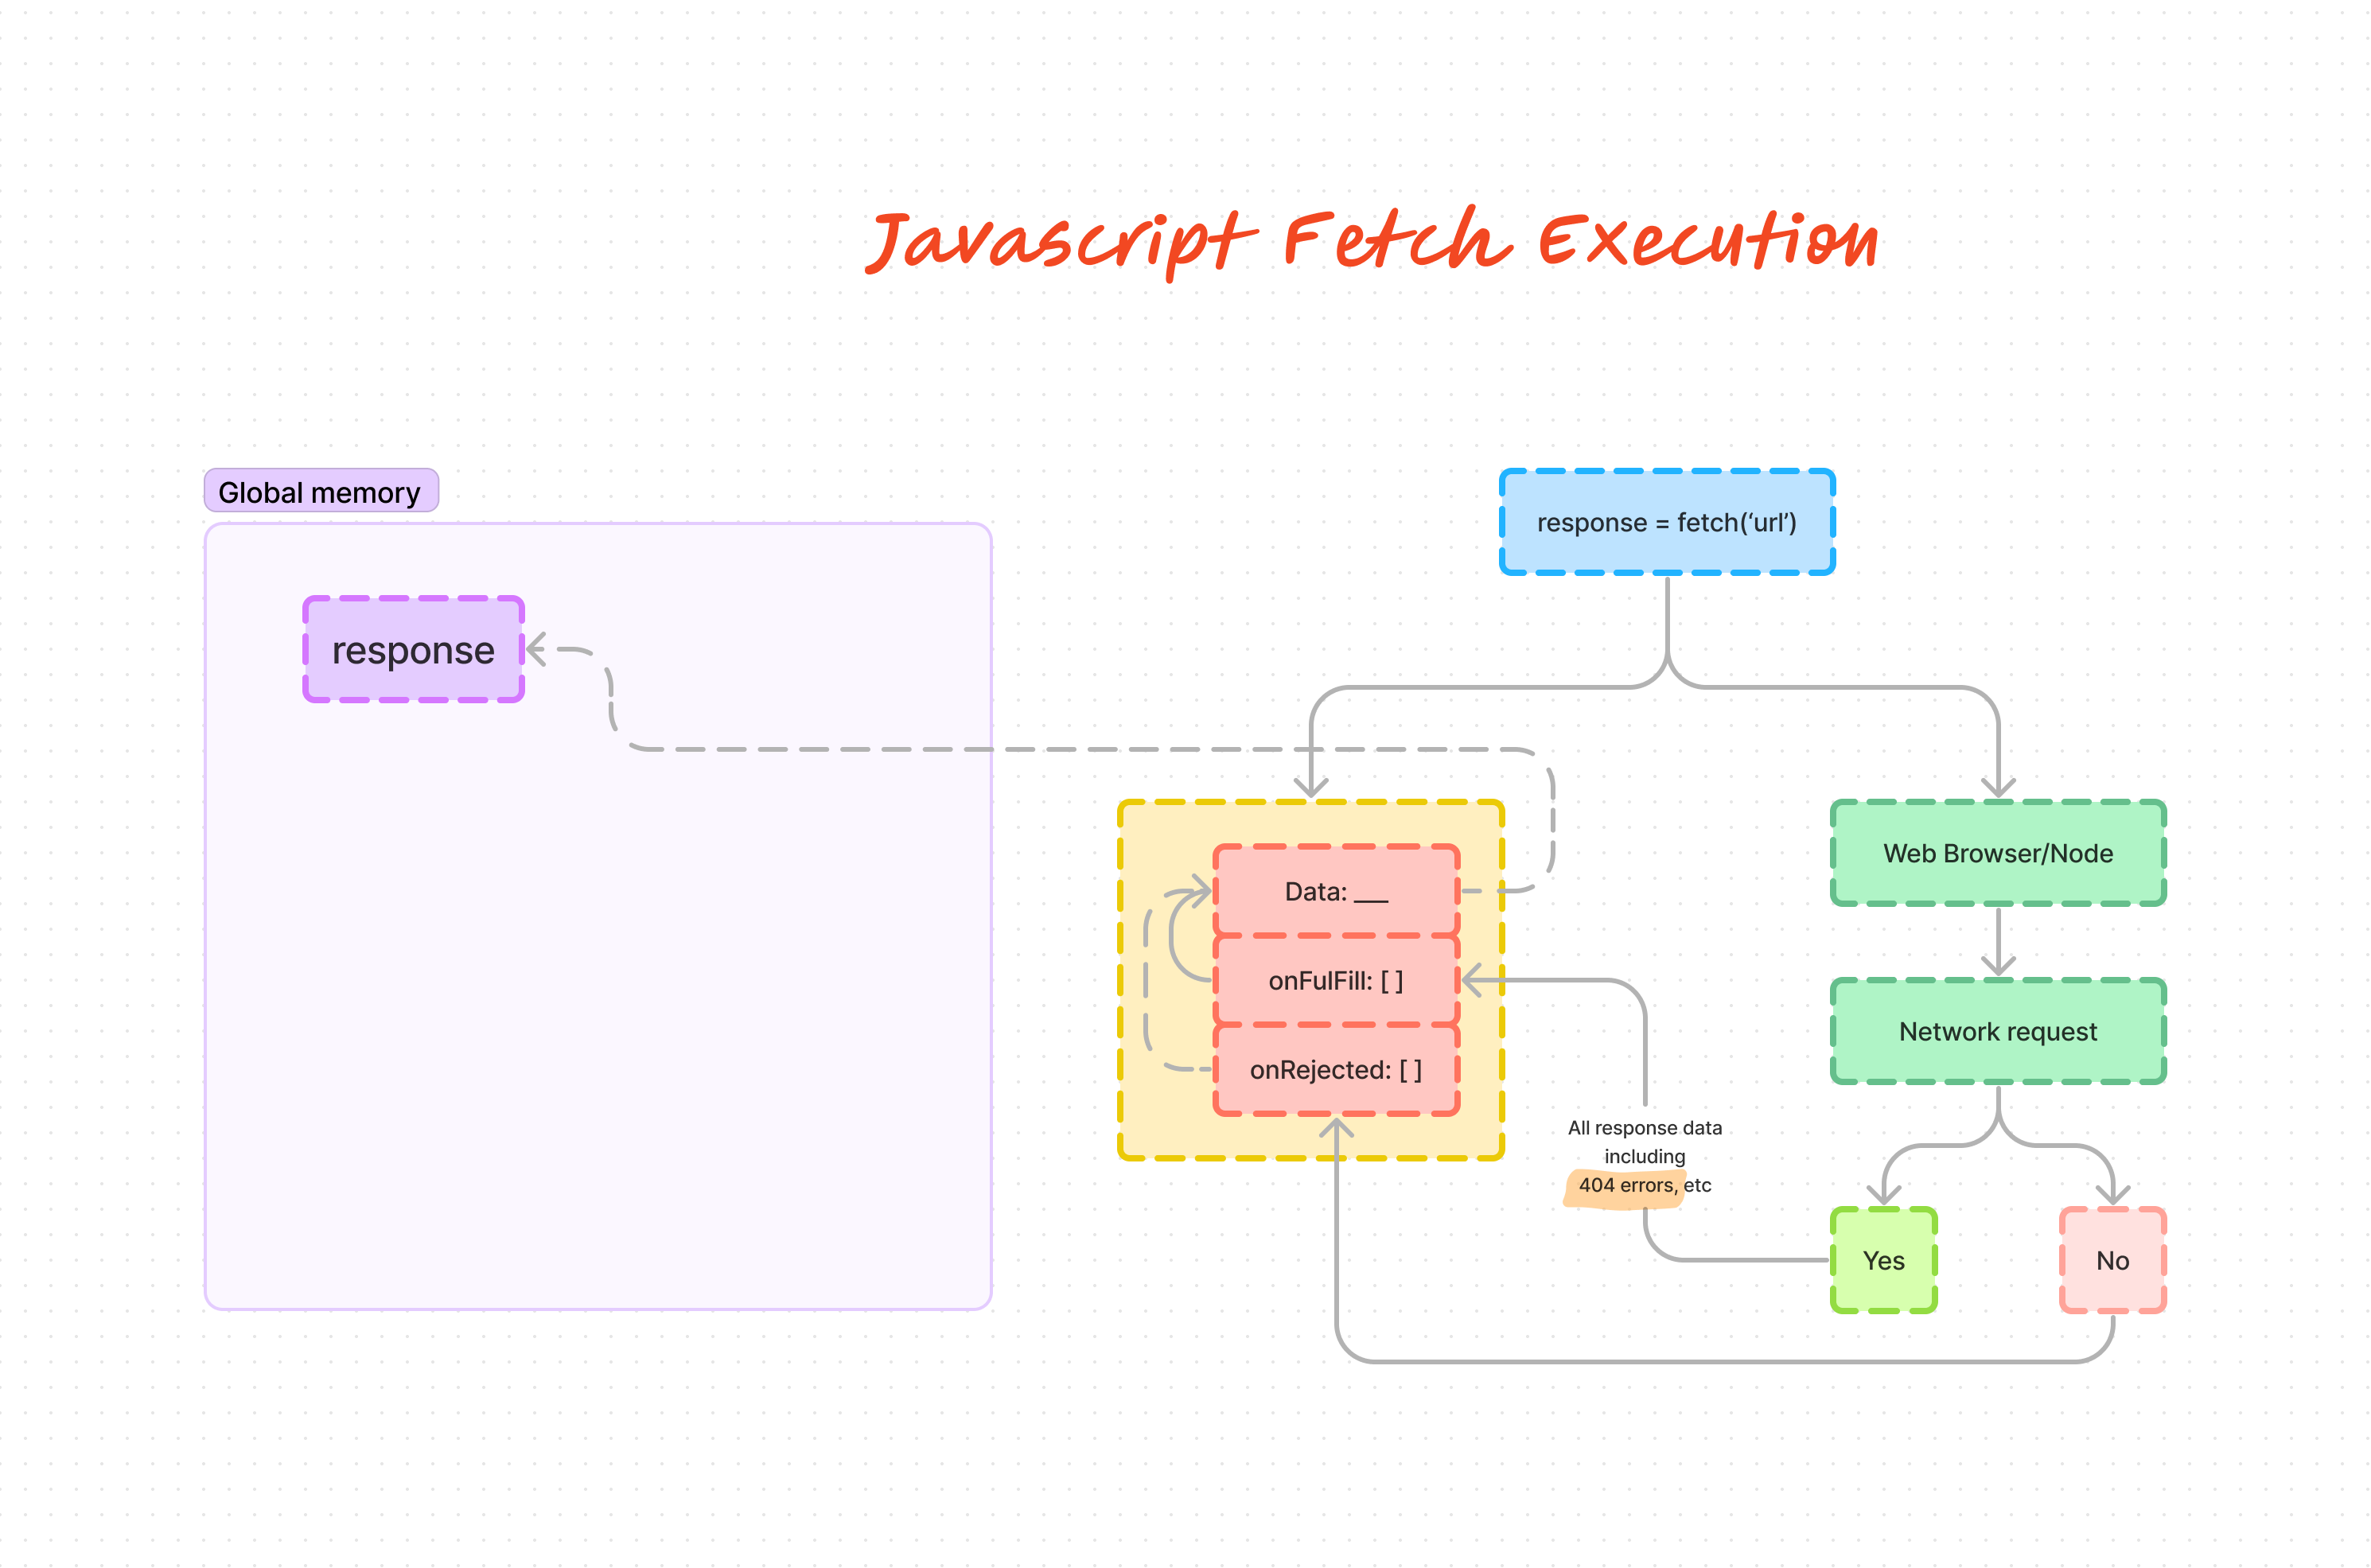 Javascript Fetch Execution
Global memory
response
response = fetch(‘url’)
Data: ___
onFulFill: [ ]
onRejected: [ ]
Web Browser/Node
Network request
All response data
including
404 errors, etc
Yes
No